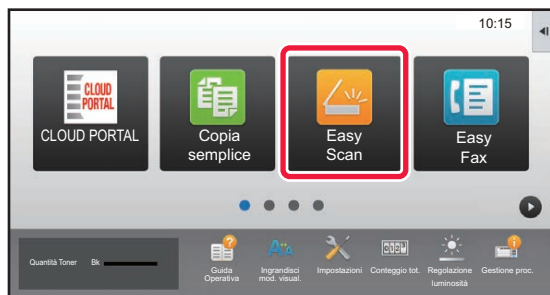 10:15
CLOUD
PORTAL
CLOUD PORTAL
Copia
semplice
Easy
Scan
Easy
Fax
Quantità Toner Bk
Guida
Operativa
Ingrandisci
mod. visual.
Impostazioni
Conteggio tot.
Regolazione
luminosità
Gestione proc.